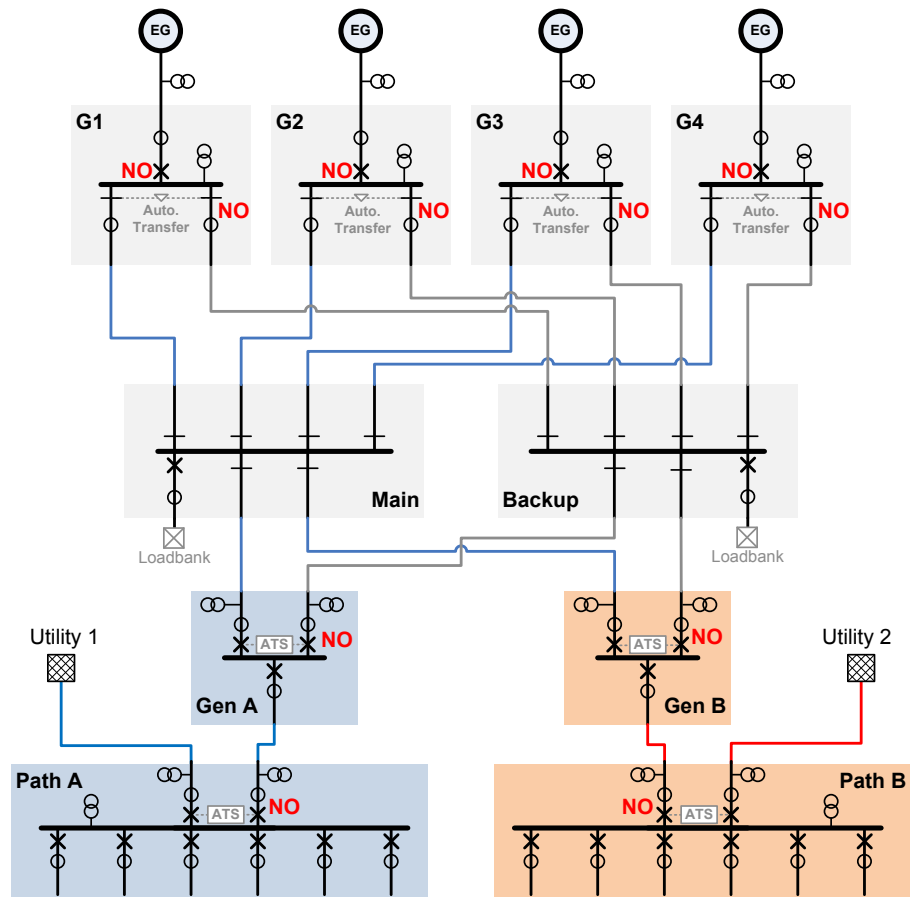 EG
EG
EG
EG
G1
G2
G3
G4
NO
NO
NO
NO
Auto.
Transfer
NO
Auto.
Transfer
NO
Auto.
Transfer
NO
Auto.
Transfer
NO
Main
Backup
Loadbank
Loadbank
Utility 1
ATS
NO
ATS
NO
Utility 2
Gen A
Gen B
Path A
Path B
ATS
NO
NO
ATS